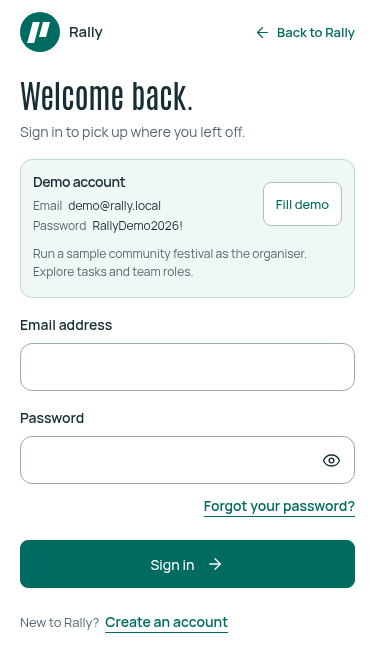 Rally
Back to Rally
Welcome back.
Sign in to pick up where you left off.
Demo account
Email demo@rally.local
Password RallyDemo2026!
Fill demo
Run a sample community festival as the organiser.
Explore tasks and team roles.
Email address
Password
Forgot your password?
Sign in
New to Rally? Create an account